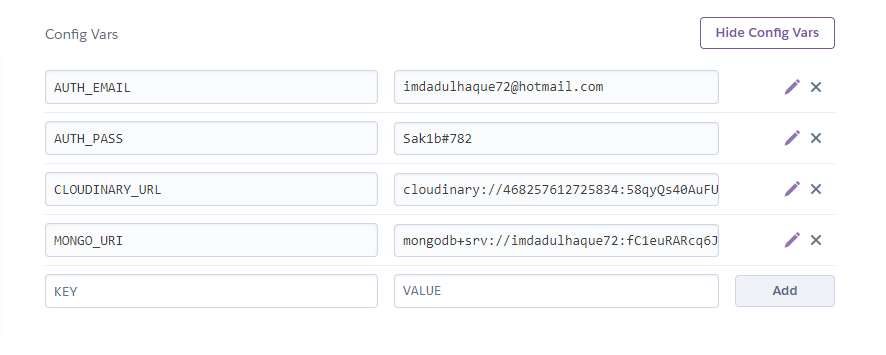 Config Vars
Hide Config Vars
AUTH_EMAIL imdadulhaque72@hotmail.com
AUTH_PASS Sak1b#782
CLOUDINARY_URL cloudinary://468257612725834:58qyQs40AuFU
MONGO_URI mongodb+srv://imdadulhaque72:fC1euRARcq6J
KEY VALUE Add